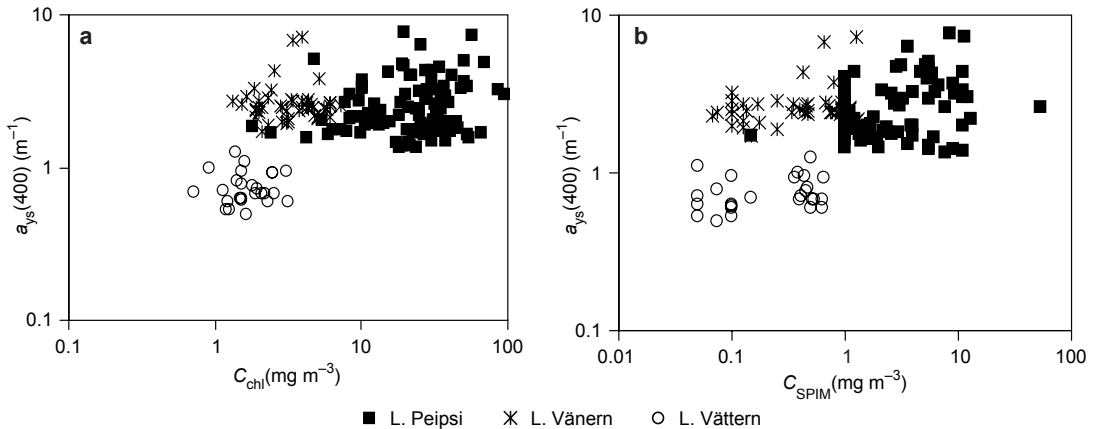 a
b
10
1
0.1
a_ys(400) (m⁻¹)
0.1
1
10
100
C_chl(mg m⁻³)
10
1
0.1
a_ys(400) (m⁻¹)
0.01
0.1
1
10
100
C_SPIM(mg m⁻³)
L. Peipsi
L. Vänern
L. Vättern